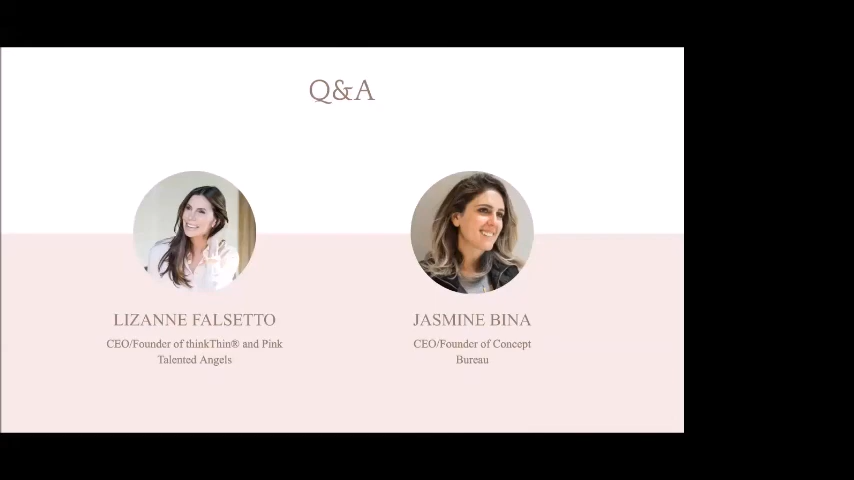 Q&A
LIZANNE FALSETTO
CEO/Founder of thinkThin® and Pink
Talented Angels
JASMINE BINA
CEO/Founder of Concept
Bureau